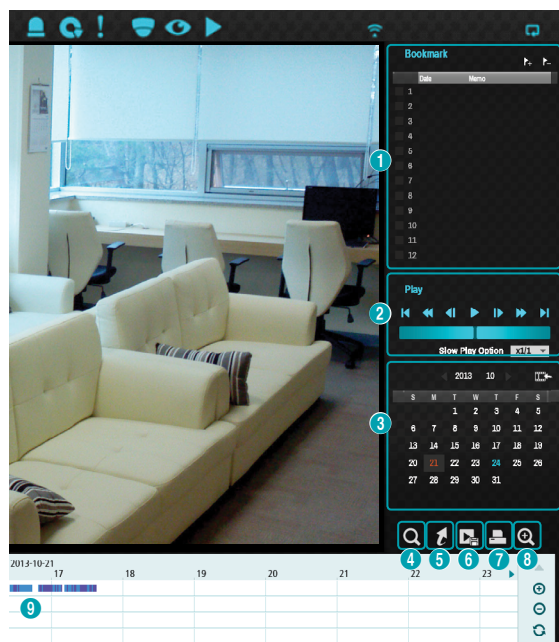 Bookmark
Date Memo
1
2
3
4
5
6
7
8
9
10
11
12
1
Play
2
Slow Play Option x1/1
2013 10
3
S M T W T F S
1 2 3 4 5
6 7 8 9 10 11 12
13 14 15 16 17 18 19
20 21 22 23 24 25 26
27 28 29 30 31
4 5 6 7 8
2013-10-21
17 18 19 20 21 22 23
9